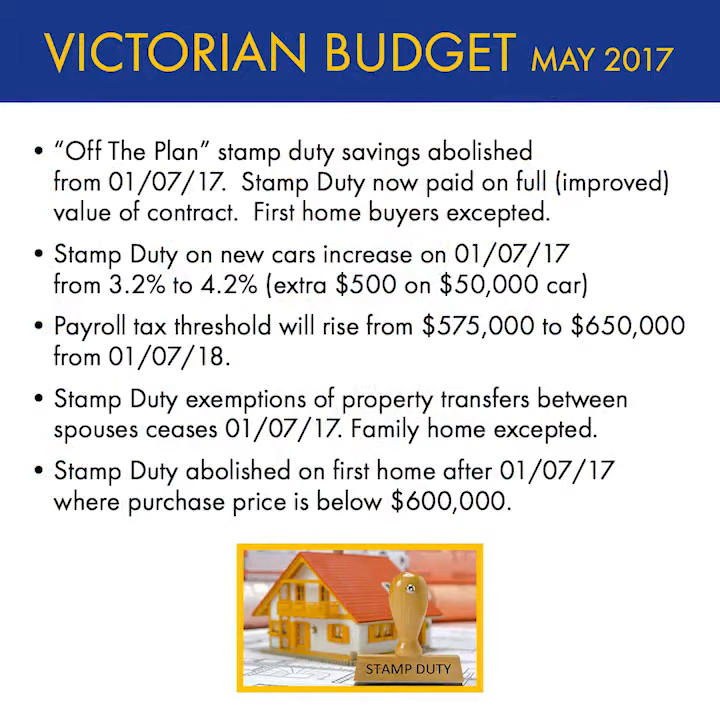 VICTORIAN BUDGET MAY 2017
• “Off The Plan” stamp duty savings abolished
from 01/07/17. Stamp Duty now paid on full (improved)
value of contract. First home buyers excepted.
• Stamp Duty on new cars increase on 01/07/17
from 3.2% to 4.2% (extra $500 on $50,000 car)
• Payroll tax threshold will rise from $575,000 to $650,000
from 01/07/18.
• Stamp Duty exemptions of property transfers between
spouses ceases 01/07/17. Family home excepted.
• Stamp Duty abolished on first home after 01/07/17
where purchase price is below $600,000.
STAMP DUTY